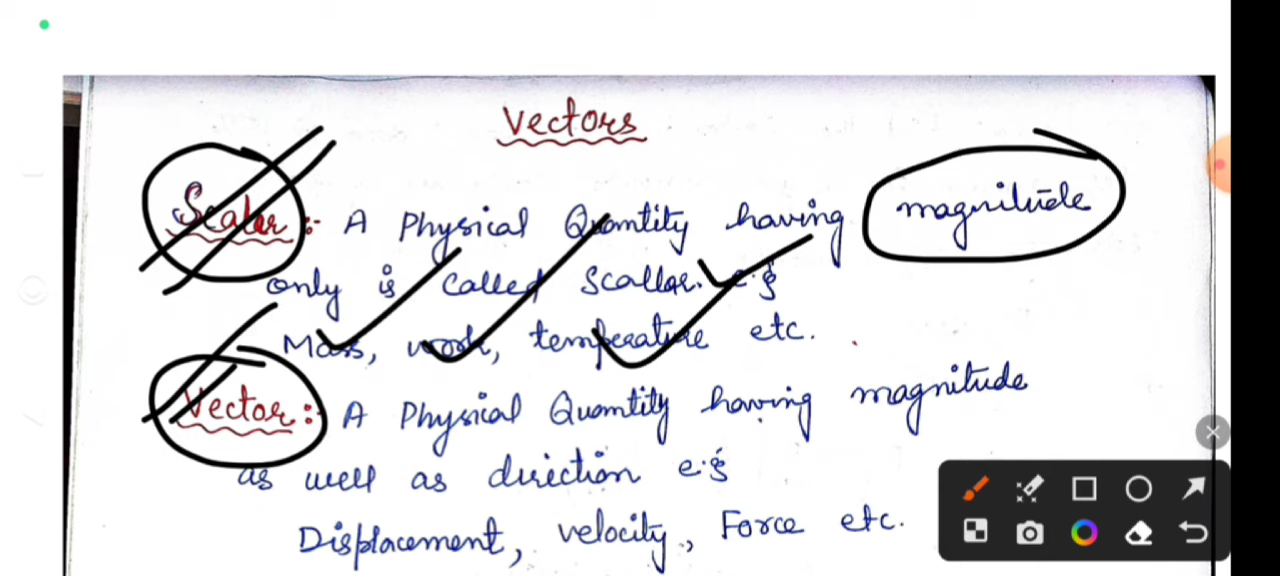 Vectors
Scalar:- A Physical Quantity having magnitude
only is called Scallar. e.g
Mass, work, temperature etc.
Vector:- A Physical Quantity having magnitude
as well as direction e.g
Displacement, velocity, Force etc.